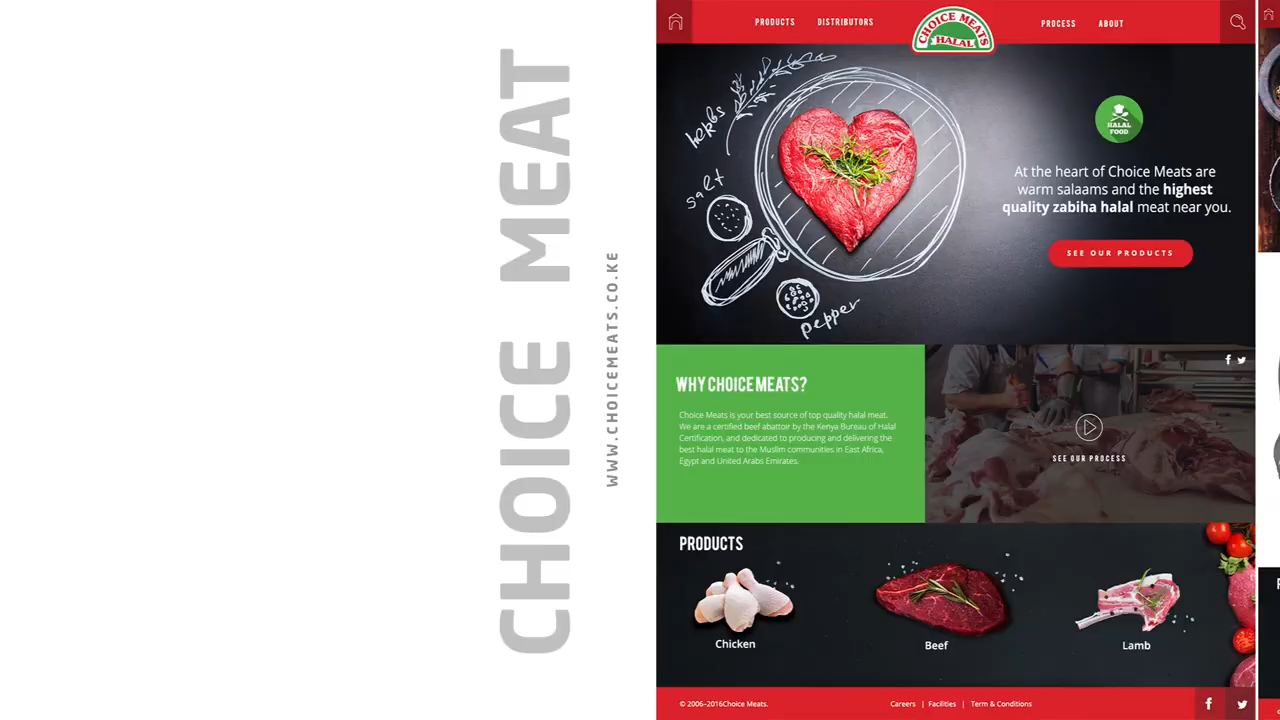 CHOICE MEAT
WWW.CHOICEMEATS.CO.KE
PRODUCTS
DISTRIBUTORS
CHOICE MEATS
HALAL
PROCESS
ABOUT
herbs
salt
pepper
HALAL
FOOD
At the heart of Choice Meats are
warm salaams and the highest
quality zabiha halal meat near you.
SEE OUR PRODUCTS
WHY CHOICE MEATS?
Choice Meats is your best source of top quality halal meat.
We are a certified beef abattoir by the Kenya Bureau of Halal
Certification, and dedicated to producing and delivering the
best halal meat to the Muslim communities in East Africa,
Egypt and United Arabs Emirates.
SEE OUR PROCESS
PRODUCTS
Chicken
Beef
Lamb
© 2006-2016Choice Meats.
Careers | Facilities | Term & Conditions